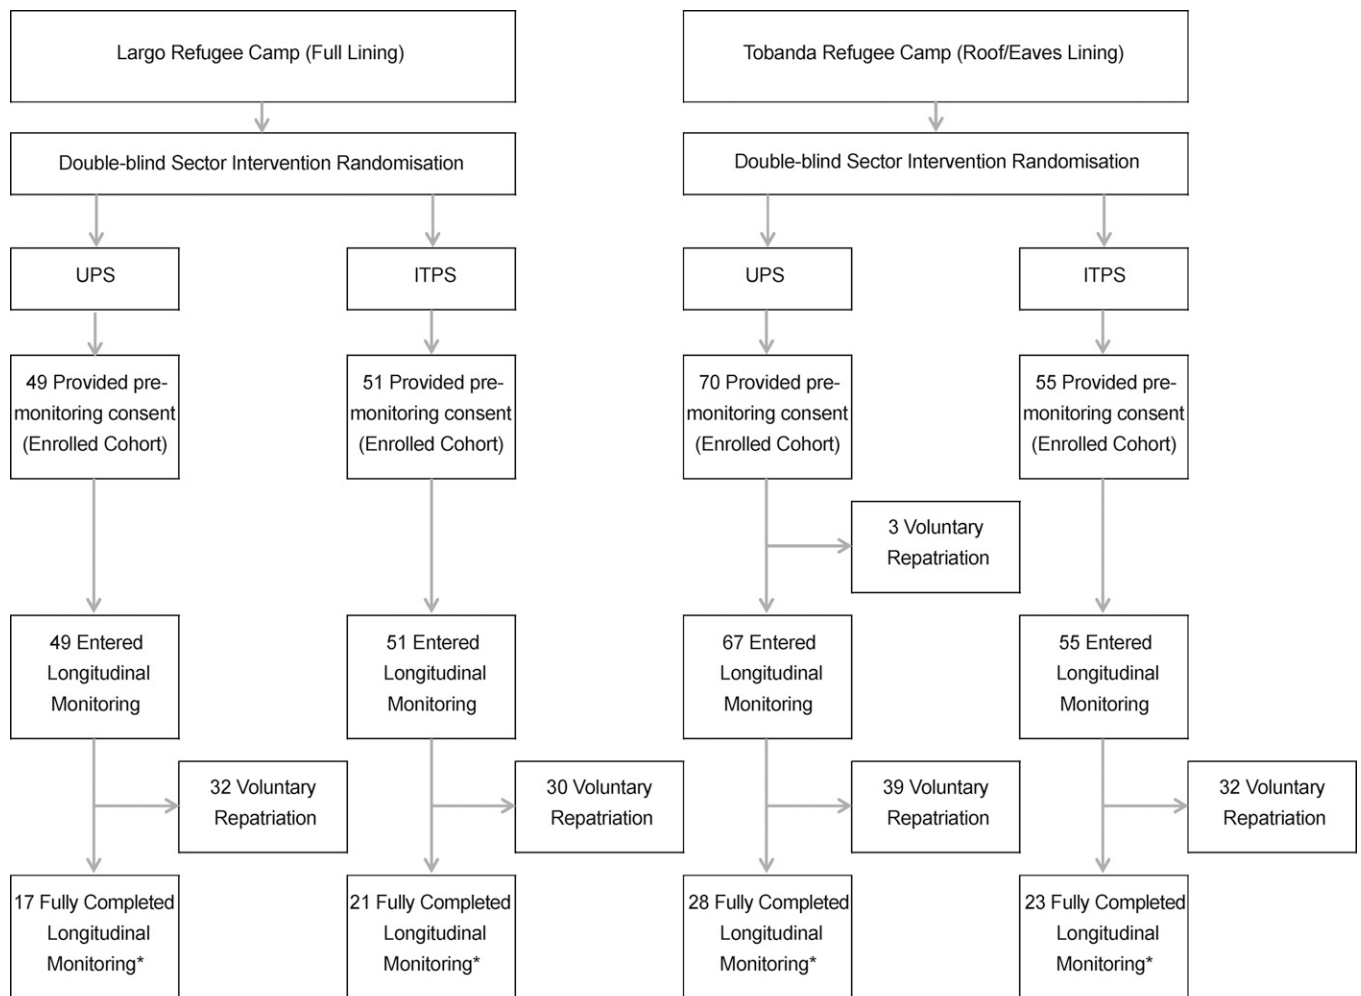 Largo Refugee Camp (Full Lining)
Tobanda Refugee Camp (Roof/Eaves Lining)
Double-blind Sector Intervention Randomisation
Double-blind Sector Intervention Randomisation
UPS
ITPS
UPS
ITPS
49 Provided pre-
monitoring consent
(Enrolled Cohort)
51 Provided pre-
monitoring consent
(Enrolled Cohort)
70 Provided pre-
monitoring consent
(Enrolled Cohort)
55 Provided pre-
monitoring consent
(Enrolled Cohort)
3 Voluntary
Repatriation
49 Entered
Longitudinal
Monitoring
51 Entered
Longitudinal
Monitoring
67 Entered
Longitudinal
Monitoring
55 Entered
Longitudinal
Monitoring
32 Voluntary
Repatriation
30 Voluntary
Repatriation
39 Voluntary
Repatriation
32 Voluntary
Repatriation
17 Fully Completed
Longitudinal
Monitoring*
21 Fully Completed
Longitudinal
Monitoring*
28 Fully Completed
Longitudinal
Monitoring*
23 Fully Completed
Longitudinal
Monitoring*